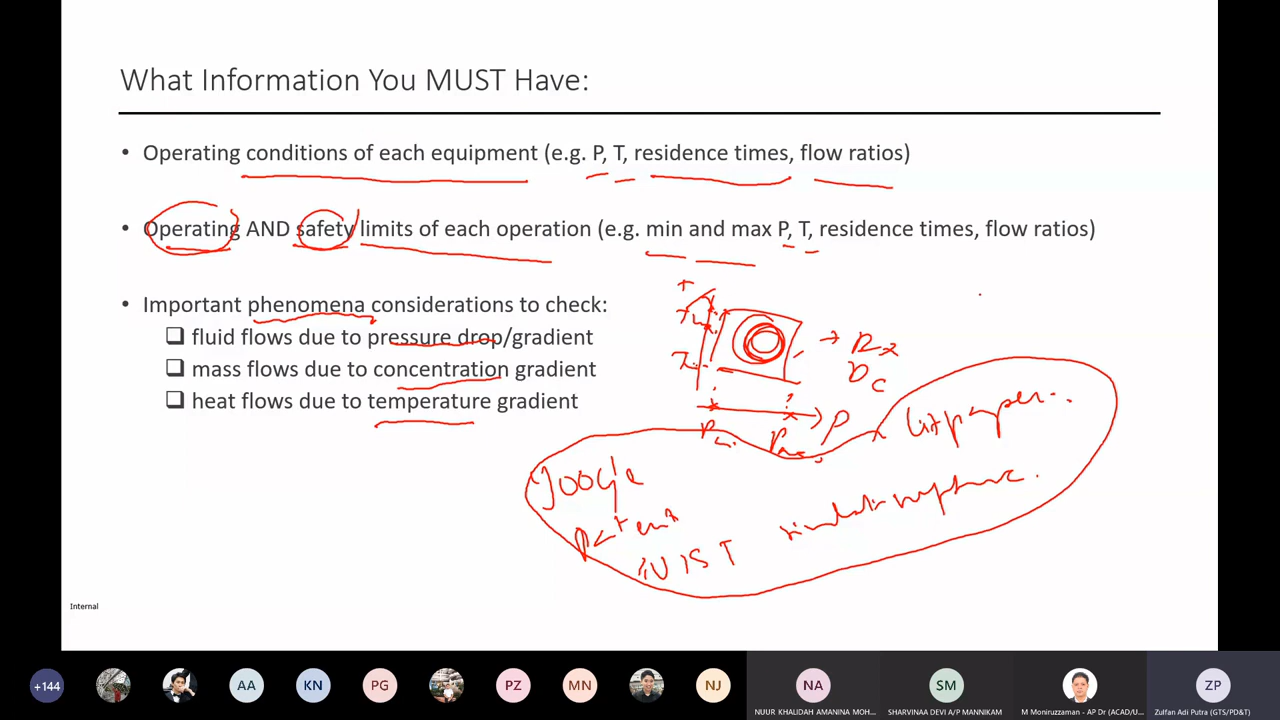 What Information You MUST Have:
• Operating conditions of each equipment (e.g. P, T, residence times, flow ratios)
• Operating AND safety limits of each operation (e.g. min and max P, T, residence times, flow ratios)
• Important phenomena considerations to check:
❑ fluid flows due to pressure drop/gradient
❑ mass flows due to concentration gradient
❑ heat flows due to temperature gradient
P
Google
patent
NIST
Internal
+144
AA
KN
PG
PZ
MN
NJ
NA
SM
ZP
NUUR KHALIDAH AMANINA MOH...
SHARVINAA DEVI A/P MANNIKAM
M Moniruzzaman - AP Dr (ACAD/U...
Zulfan Adi Putra (GTS/PD&T)